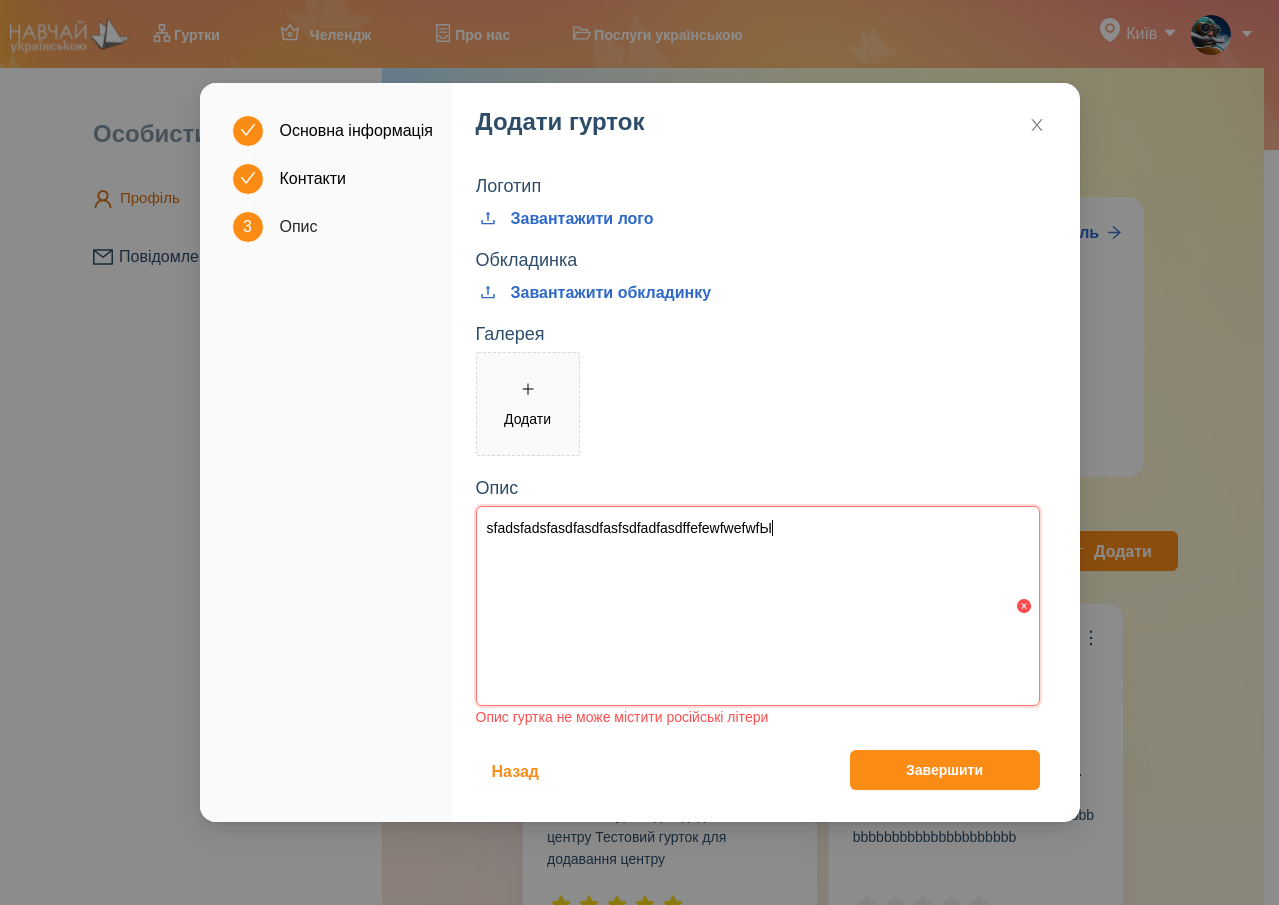 НАВЧАЙ
українською
Гуртки
Челендж
Про нас
Послуги українською
Київ
Особисти
Профіль
Повідомле
Основна інформація
Контакти
3 Опис
Додати гурток
Логотип
Завантажити лого
Обкладинка
Завантажити обкладинку
Галерея
Додати
Опис
sfadsfadsfasdfasdfasfsdfadfasdffefewfwefwfЫ
Опис гуртка не може містити російські літери
Назад
Завершити
ль
Додати
центру Тестовий гурток для
додавання центру
bb
bbbbbbbbbbbbbbbbbbbbb